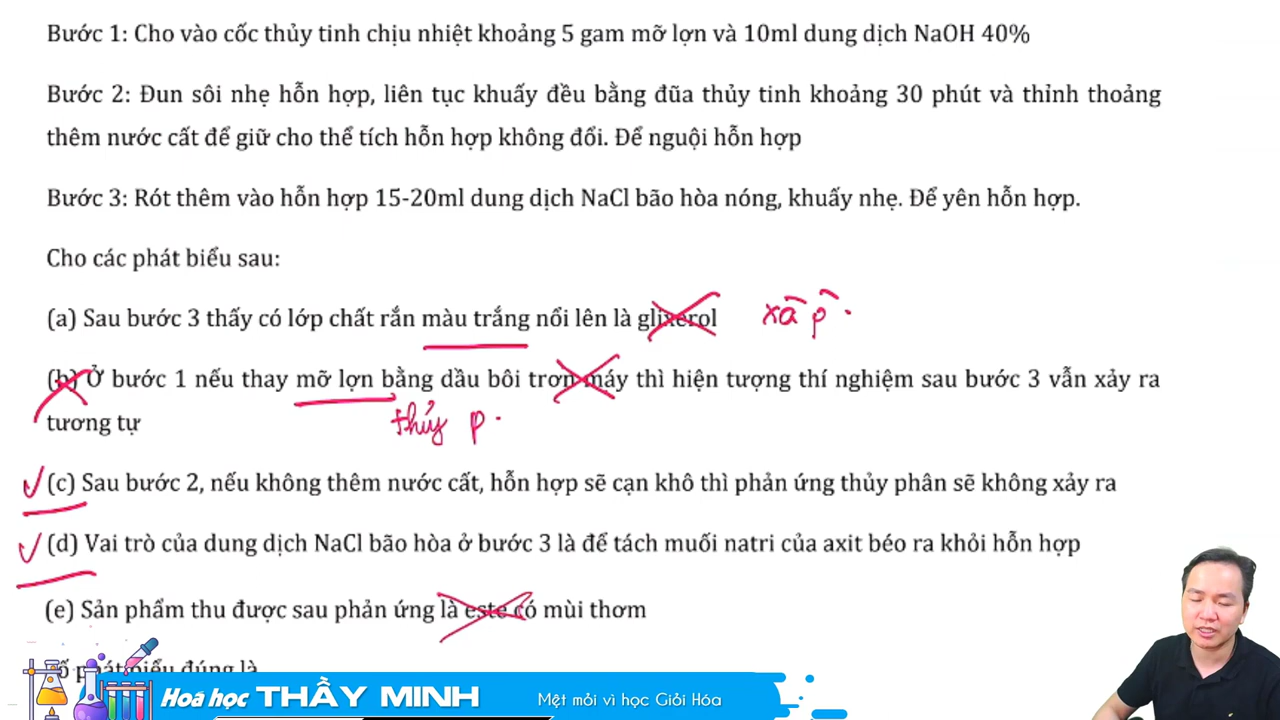 Bước 1: Cho vào cốc thủy tinh chịu nhiệt khoảng 5 gam mỡ lợn và 10ml dung dịch NaOH 40%
Bước 2: Đun sôi nhẹ hỗn hợp, liên tục khuấy đều bằng đũa thủy tinh khoảng 30 phút và thỉnh thoảng
thêm nước cất để giữ cho thể tích hỗn hợp không đổi. Để nguội hỗn hợp
Bước 3: Rót thêm vào hỗn hợp 15-20ml dung dịch NaCl bão hòa nóng, khuấy nhẹ. Để yên hỗn hợp.
Cho các phát biểu sau:
(a) Sau bước 3 thấy có lớp chất rắn màu trắng nổi lên là glixerol xà p
(b) Ở bước 1 nếu thay mỡ lợn bằng dầu bôi trơn máy thì hiện tượng thí nghiệm sau bước 3 vẫn xảy ra
tương tự thủy p.
(c) Sau bước 2, nếu không thêm nước cất, hỗn hợp sẽ cạn khô thì phản ứng thủy phân sẽ không xảy ra
(d) Vai trò của dung dịch NaCl bão hòa ở bước 3 là để tách muối natri của axit béo ra khỏi hỗn hợp
(e) Sản phẩm thu được sau phản ứng là este có mùi thơm
phát biểu đúng là
Hoá học THẦY MINH Mệt mỏi vì học Giỏi Hóa